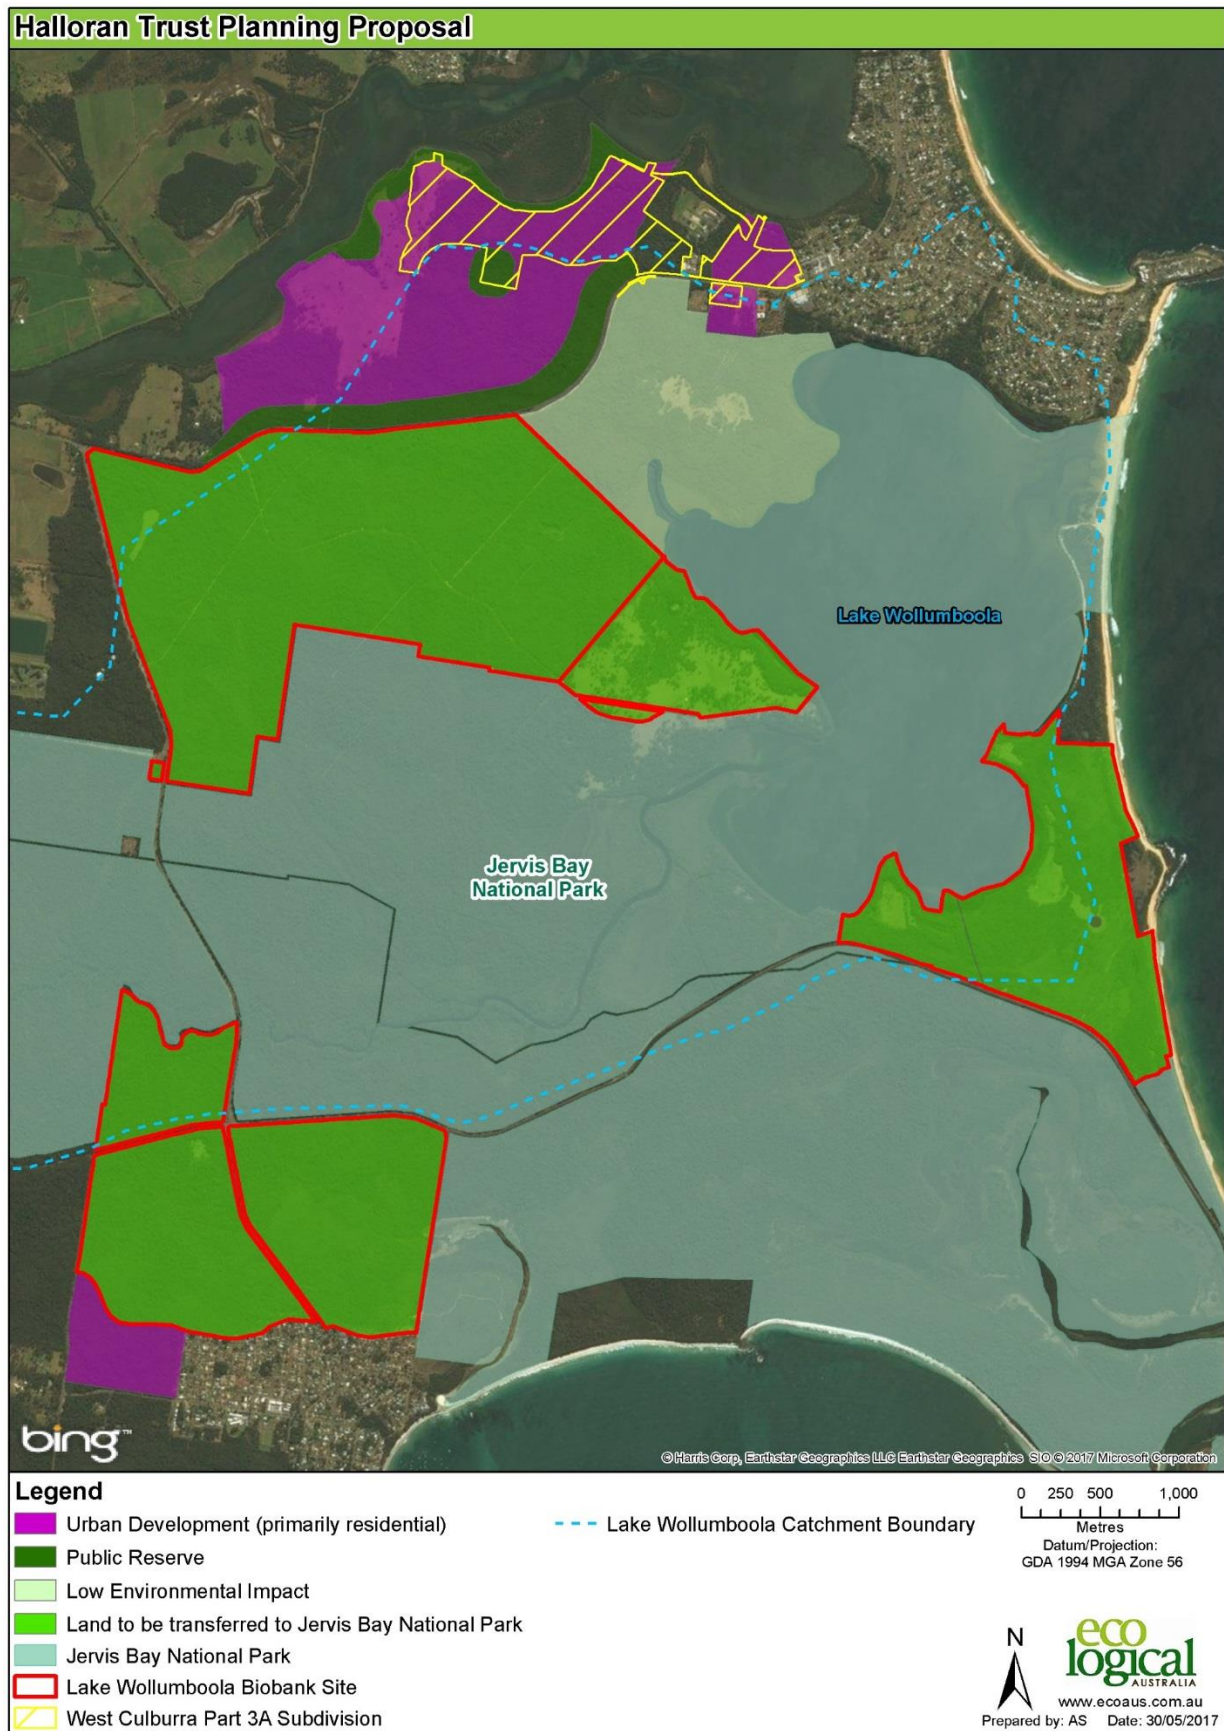 Halloran Trust Planning Proposal
Lake Wollumboola
Jervis Bay
National Park
bing™
© Harris Corp, Earthstar Geographics LLC Earthstar Geographics SIO © 2017 Microsoft Corporation
Legend
Urban Development (primarily residential)
Public Reserve
Low Environmental Impact
Land to be transferred to Jervis Bay National Park
Jervis Bay National Park
Lake Wollumboola Biobank Site
West Culburra Part 3A Subdivision
Lake Wollumboola Catchment Boundary
0 250 500 1,000
Metres
Datum/Projection:
GDA 1994 MGA Zone 56
N
eco
logical
AUSTRALIA
www.ecoaus.com.au
Prepared by: AS Date: 30/05/2017